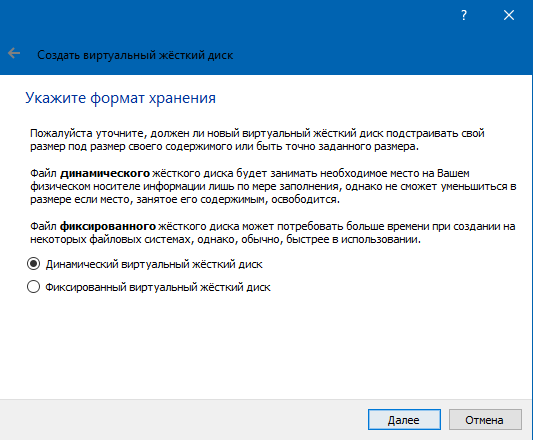 ?
Создать виртуальный жёсткий диск
Укажите формат хранения
Пожалуйста уточните, должен ли новый виртуальный жёсткий диск подстраивать свой
размер под размер своего содержимого или быть точно заданного размера.
Файл динамического жёсткого диска будет занимать необходимое место на Вашем
физическом носителе информации лишь по мере заполнения, однако не сможет уменьшиться в
размере если место, занятое его содержимым, освободится.
Файл фиксированного жёсткого диска может потребовать больше времени при создании на
некоторых файловых системах, однако, обычно, быстрее в использовании.
Динамический виртуальный жёсткий диск
Фиксированный виртуальный жёсткий диск
Далее
Отмена